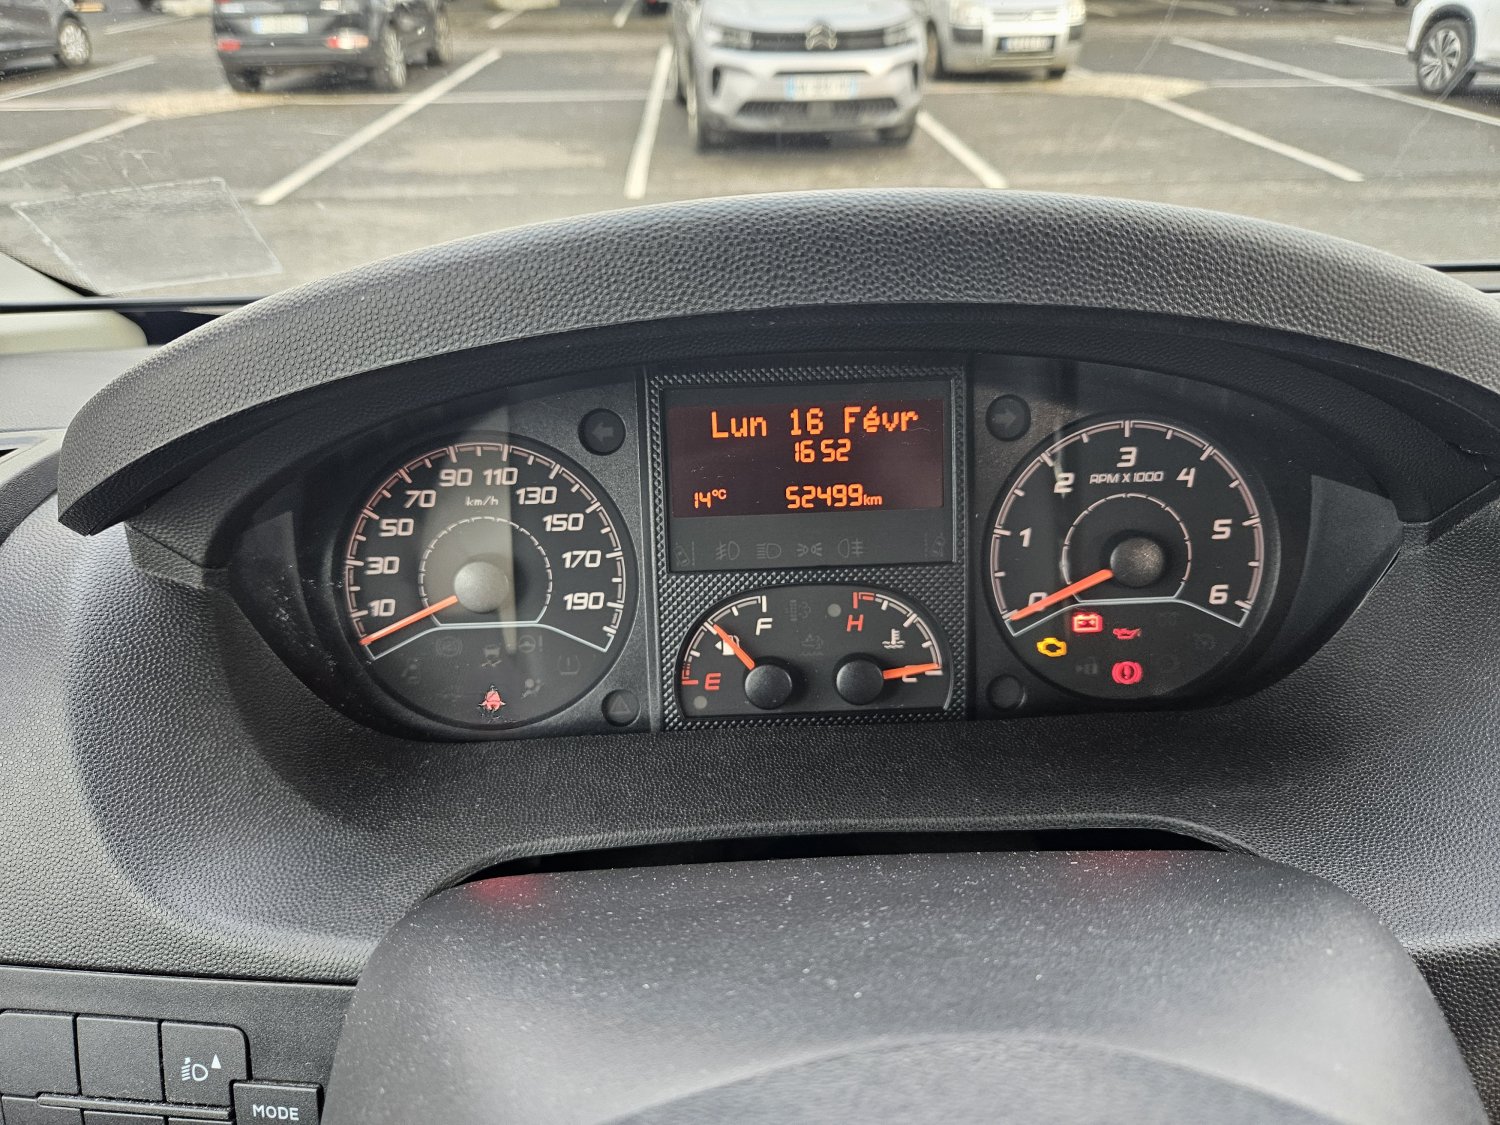 Lun 16 Févr
16 52
14°C 52499km
10 30 50 70 90 110 130 150 170 190
km/h
0 1 2 3 4 5 6
RPM X 1000
E F
H C
MODE